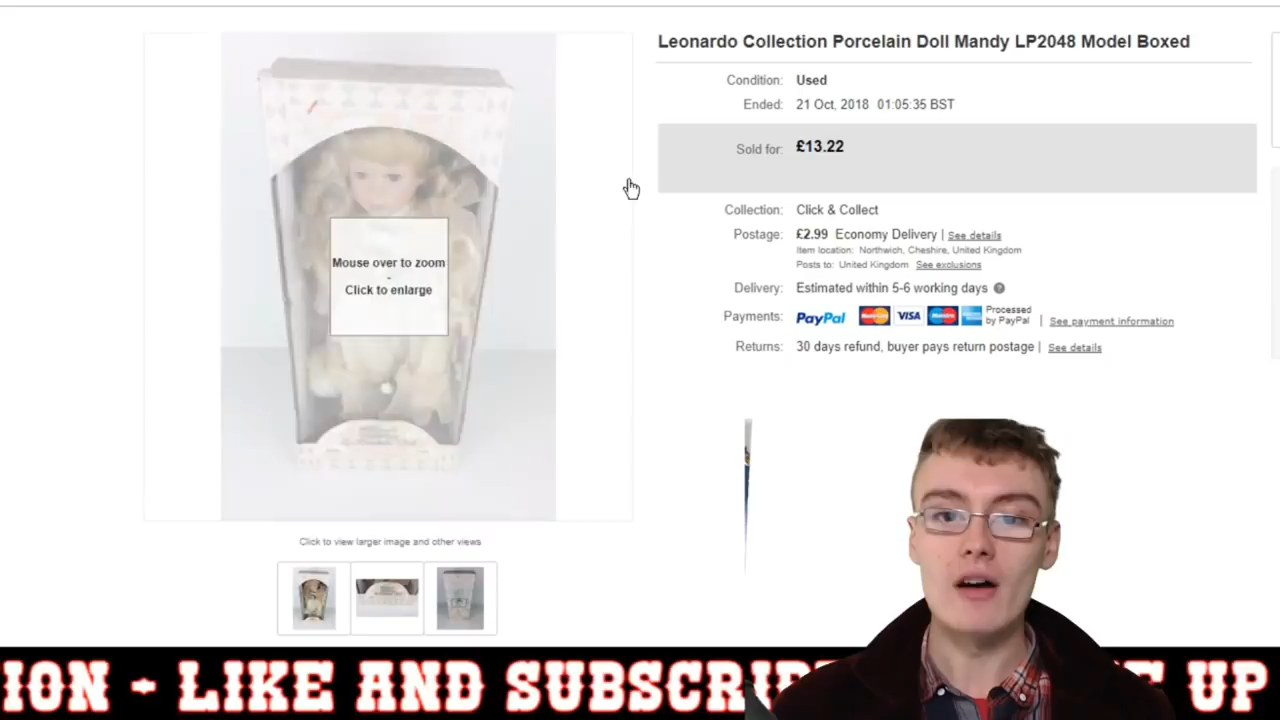 Leonardo Collection Porcelain Doll Mandy LP2048 Model Boxed
Condition: Used
Ended: 21 Oct, 2018 01:05:35 BST
Sold for: £13.22
Collection: Click & Collect
Postage: £2.99 Economy Delivery | See details
Item location: Northwich, Cheshire, United Kingdom
Posts to: United Kingdom See exclusions
Delivery: Estimated within 5-6 working days
Payments: PayPal MasterCard VISA Maestro Processed by PayPal | See payment information
Returns: 30 days refund, buyer pays return postage | See details
Mouse over to zoom
-
Click to enlarge
Click to view larger image and other views
ION - LIKE AND SUBSCRI UP